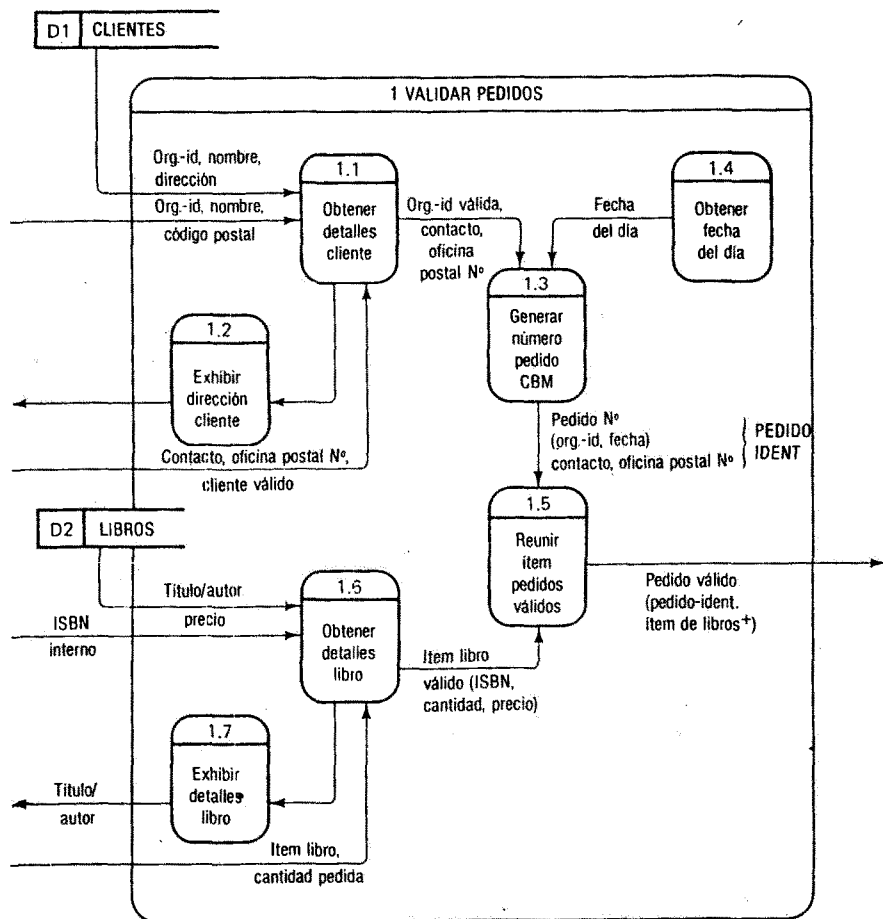 D1 CLIENTES
1 VALIDAR PEDIDOS
Org.-id, nombre,
dirección
Org.-id, nombre,
código postal
1.1
Obtener
detalles
cliente
Org.-id válida,
contacto,
oficina
postal Nº
Fecha
del día
1.4
Obtener
fecha
del día
1.2
Exhibir
dirección
cliente
1.3
Generar
número
pedido
CBM
Contacto, oficina postal Nº,
cliente válido
Pedido Nº
(org.-id, fecha)
contacto, oficina postal Nº
PEDIDO
IDENT
D2 LIBROS
Título/autor
precio
ISBN
interno
1.6
Obtener
detalles
libro
1.5
Reunir
ítem
pedidos
válidos
Pedido válido
(pedido-ident.
ítem de libros+)
Item libro
válido (ISBN,
cantidad, precio)
1.7
Exhibir
detalles
libro
Título/
autor
Item libro,
cantidad pedida